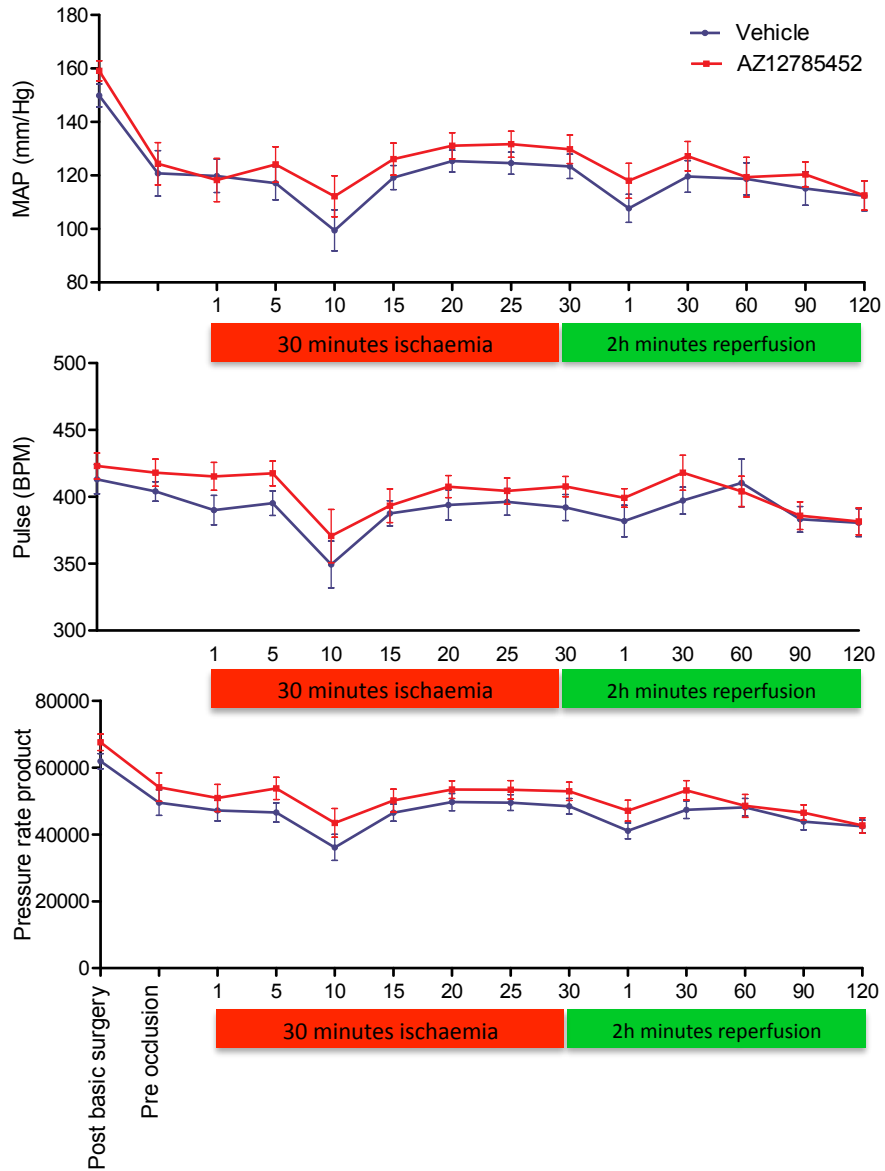 Vehicle
AZ12785452
MAP (mm/Hg)
180
160
140
120
100
80
1 5 10 15 20 25 30 1 30 60 90 120
30 minutes ischaemia 2h minutes reperfusion
Pulse (BPM)
500
450
400
350
300
1 5 10 15 20 25 30 1 30 60 90 120
30 minutes ischaemia 2h minutes reperfusion
Pressure rate product
80000
60000
40000
20000
0
Post basic surgery
Pre occlusion
1 5 10 15 20 25 30 1 30 60 90 120
30 minutes ischaemia 2h minutes reperfusion